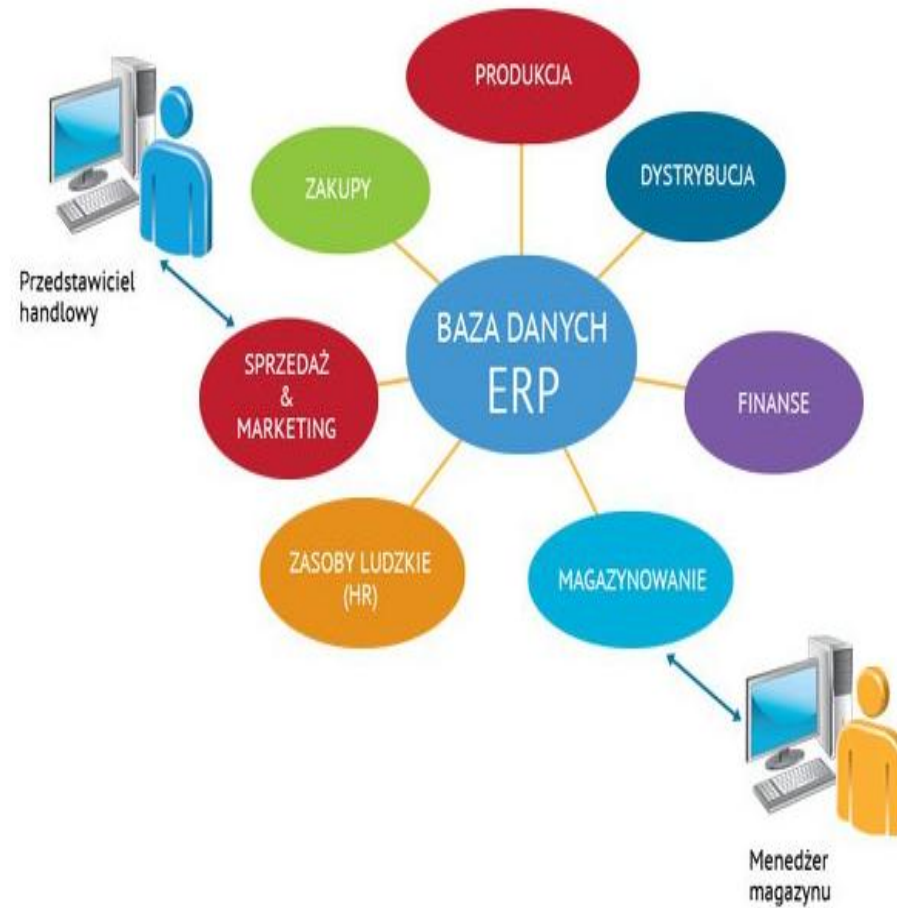 PRODUKCJA
ZAKUPY
DYSTRYBUCJA
Przedstawiciel
handlowy
BAZA DANYCH
ERP
SPRZEDAŻ
&
MARKETING
FINANSE
ZASOBY LUDZKIE
(HR)
MAGAZYNOWANIE
Menedżer
magazynu